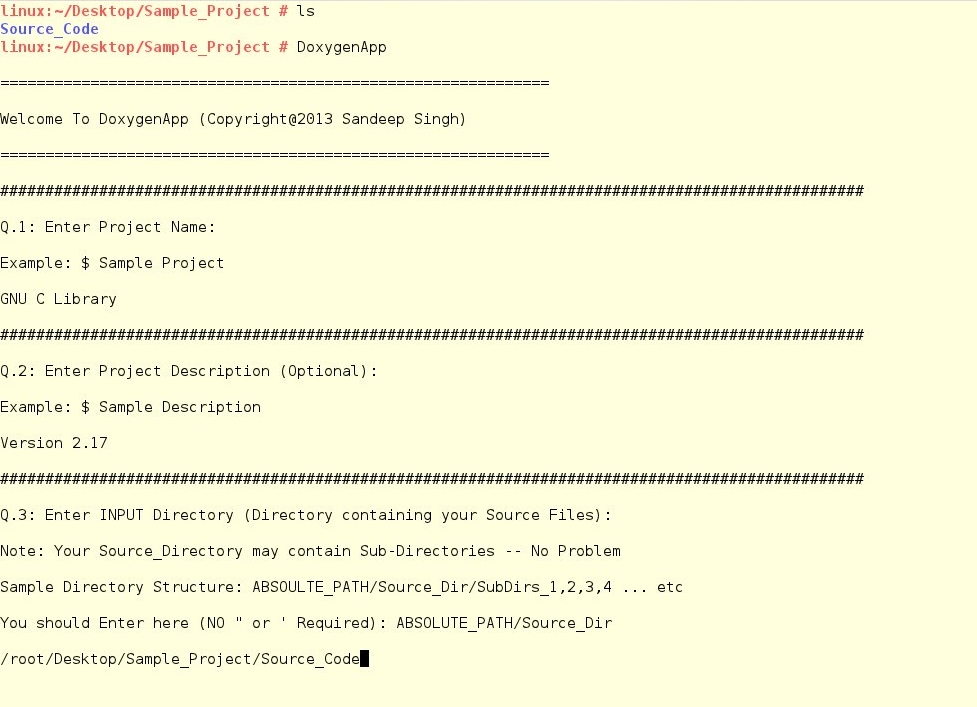 linux:~/Desktop/Sample_Project # ls
Source_Code
linux:~/Desktop/Sample_Project # DoxygenApp
=============================================================
Welcome To DoxygenApp (Copyright@2013 Sandeep Singh)
=============================================================
################################################################################################
Q.1: Enter Project Name:
Example: $ Sample Project
GNU C Library
################################################################################################
Q.2: Enter Project Description (Optional):
Example: $ Sample Description
Version 2.17
################################################################################################
Q.3: Enter INPUT Directory (Directory containing your Source Files):
Note: Your Source_Directory may contain Sub-Directories -- No Problem
Sample Directory Structure: ABSOULTE_PATH/Source_Dir/SubDirs_1,2,3,4 ... etc
You should Enter here (NO " or ' Required): ABSOLUTE_PATH/Source_Dir
/root/Desktop/Sample_Project/Source_Code